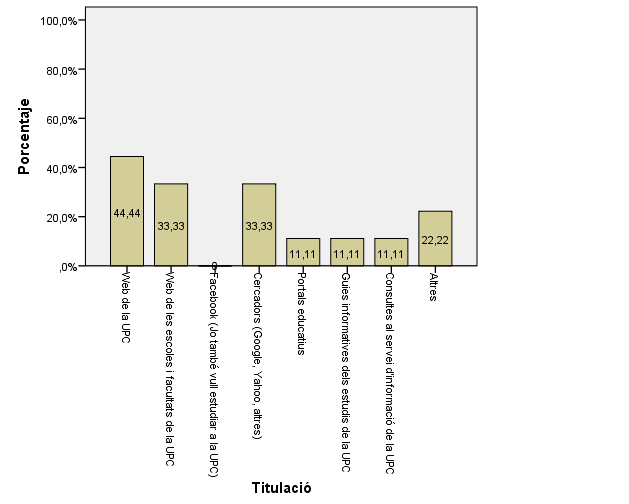 Porcentaje
100,0%
80,0%
60,0%
40,0%
20,0%
,0%
44,44
33,33
0
33,33
11,11
11,11
11,11
22,22
Web de la UPC
Web de les escoles i facultats de la UPC
Facebook (Jo també vull estudiar a la UPC)
Cercadors (Google, Yahoo, altres)
Portals educatius
Guies informatives dels estudis de la UPC
Consultes al servei d'informació de la UPC
Altres
Titulació